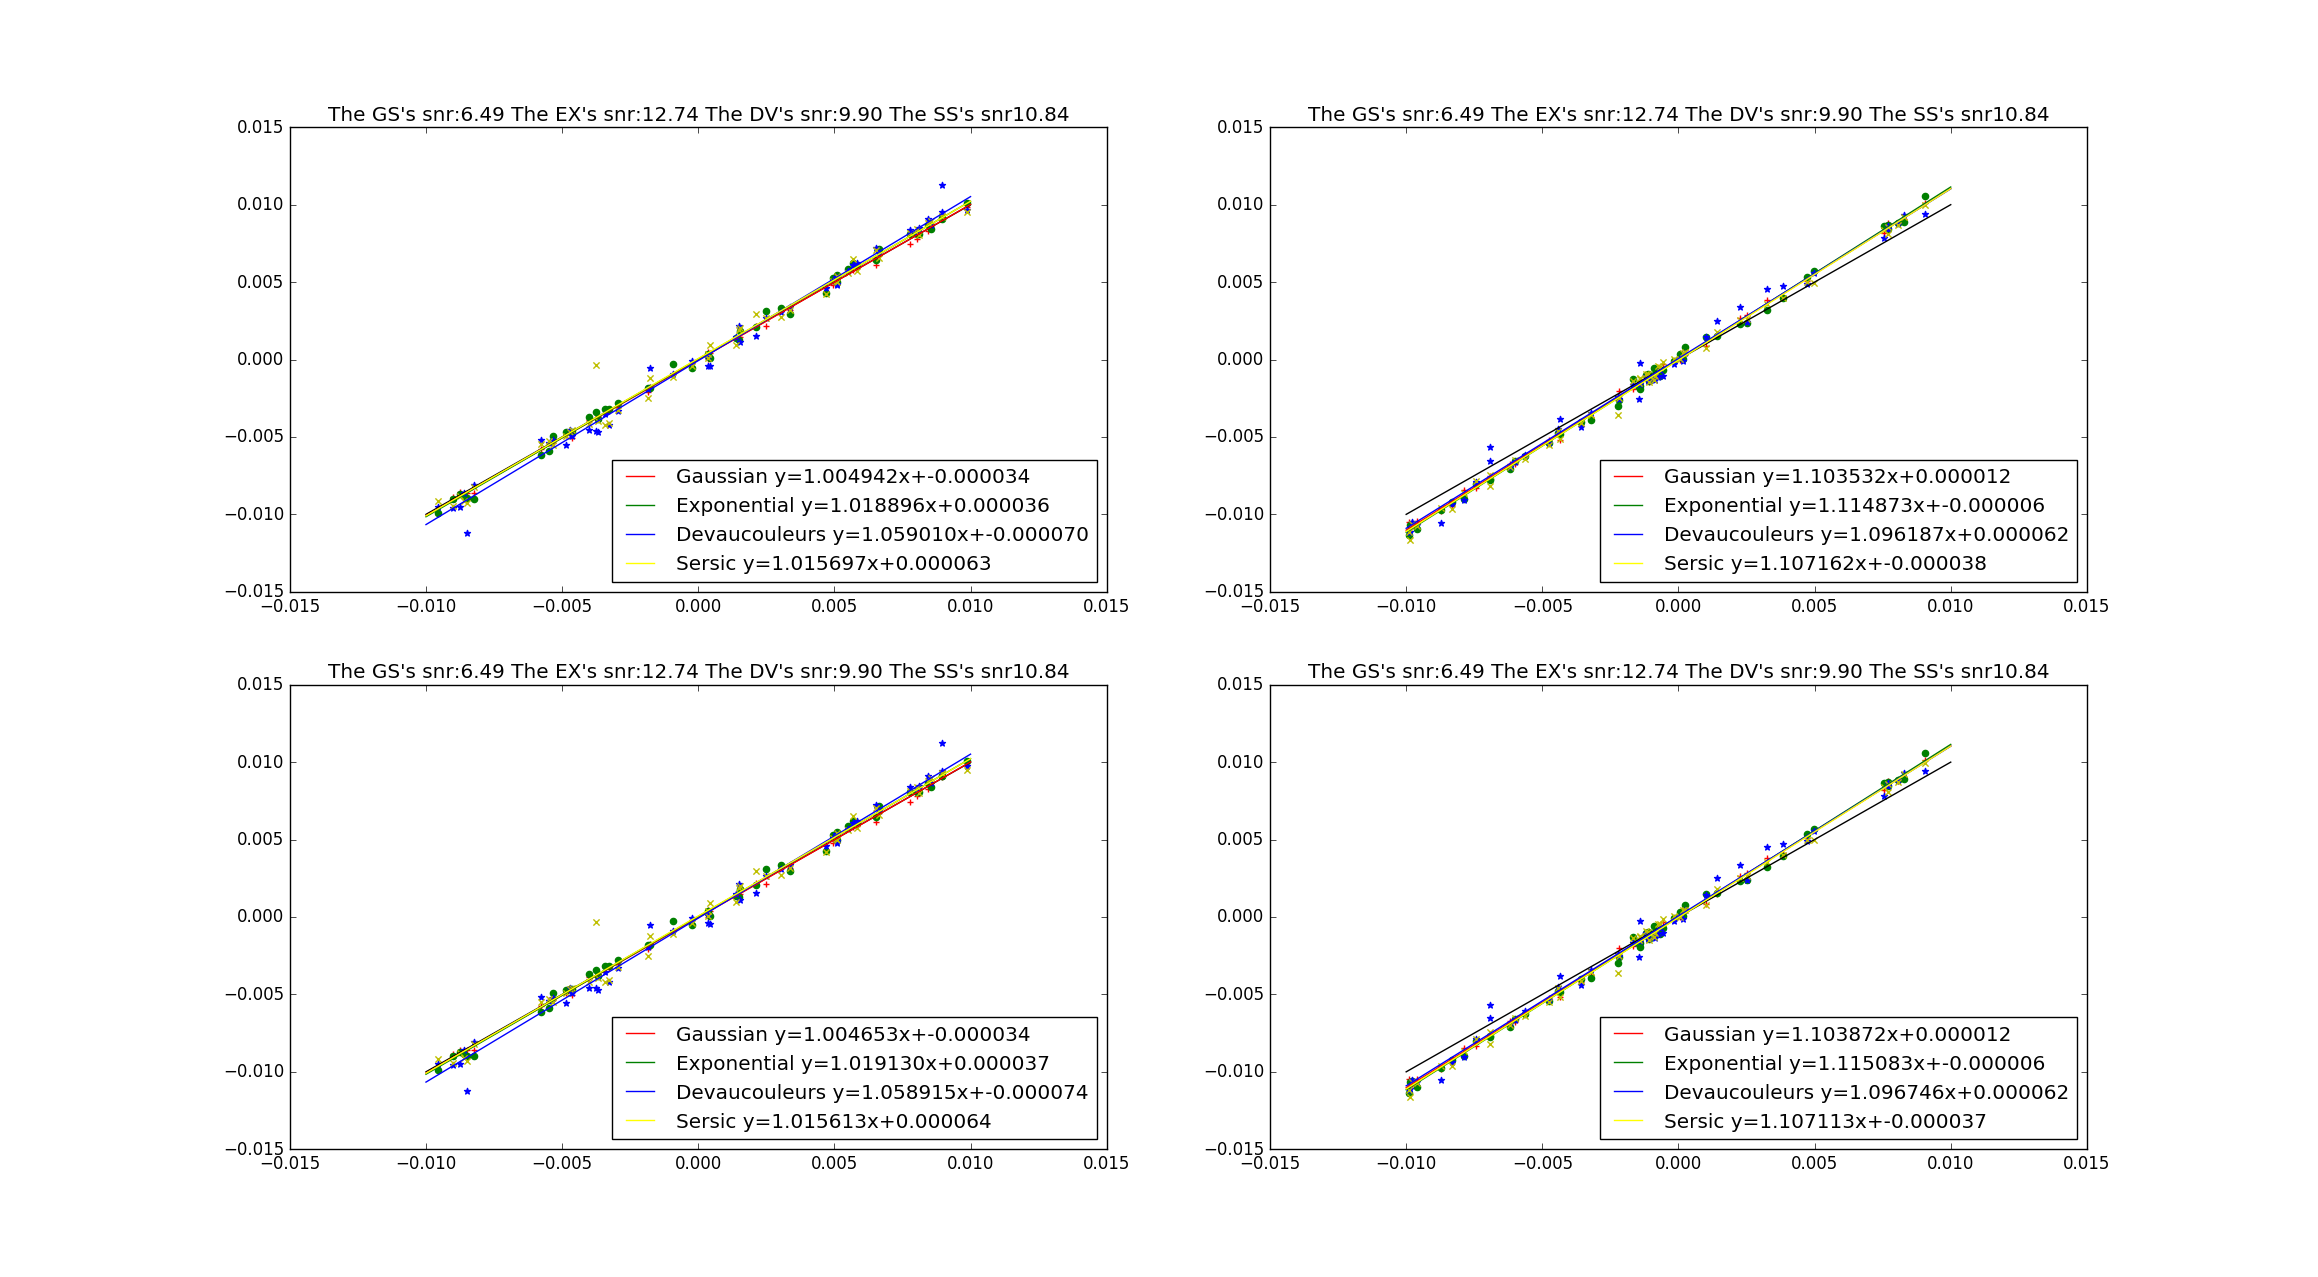 The GS's snr:6.49 The EX's snr:12.74 The DV's snr:9.90 The SS's snr10.84
0.015
0.010
0.005
0.000
−0.005
−0.010
−0.015
Gaussian y=1.004942x+-0.000034
Exponential y=1.018896x+0.000036
Devaucouleurs y=1.059010x+-0.000070
Sersic y=1.015697x+0.000063
−0.015 −0.010 −0.005 0.000 0.005 0.010 0.015
The GS's snr:6.49 The EX's snr:12.74 The DV's snr:9.90 The SS's snr10.84
0.015
0.010
0.005
0.000
−0.005
−0.010
−0.015
Gaussian y=1.103532x+0.000012
Exponential y=1.114873x+-0.000006
Devaucouleurs y=1.096187x+0.000062
Sersic y=1.107162x+-0.000038
−0.015 −0.010 −0.005 0.000 0.005 0.010 0.015
The GS's snr:6.49 The EX's snr:12.74 The DV's snr:9.90 The SS's snr10.84
0.015
0.010
0.005
0.000
−0.005
−0.010
−0.015
Gaussian y=1.004653x+-0.000034
Exponential y=1.019130x+0.000037
Devaucouleurs y=1.058915x+-0.000074
Sersic y=1.015613x+0.000064
−0.015 −0.010 −0.005 0.000 0.005 0.010 0.015
The GS's snr:6.49 The EX's snr:12.74 The DV's snr:9.90 The SS's snr10.84
0.015
0.010
0.005
0.000
−0.005
−0.010
−0.015
Gaussian y=1.103872x+0.000012
Exponential y=1.115083x+-0.000006
Devaucouleurs y=1.096746x+0.000062
Sersic y=1.107113x+-0.000037
−0.015 −0.010 −0.005 0.000 0.005 0.010 0.015